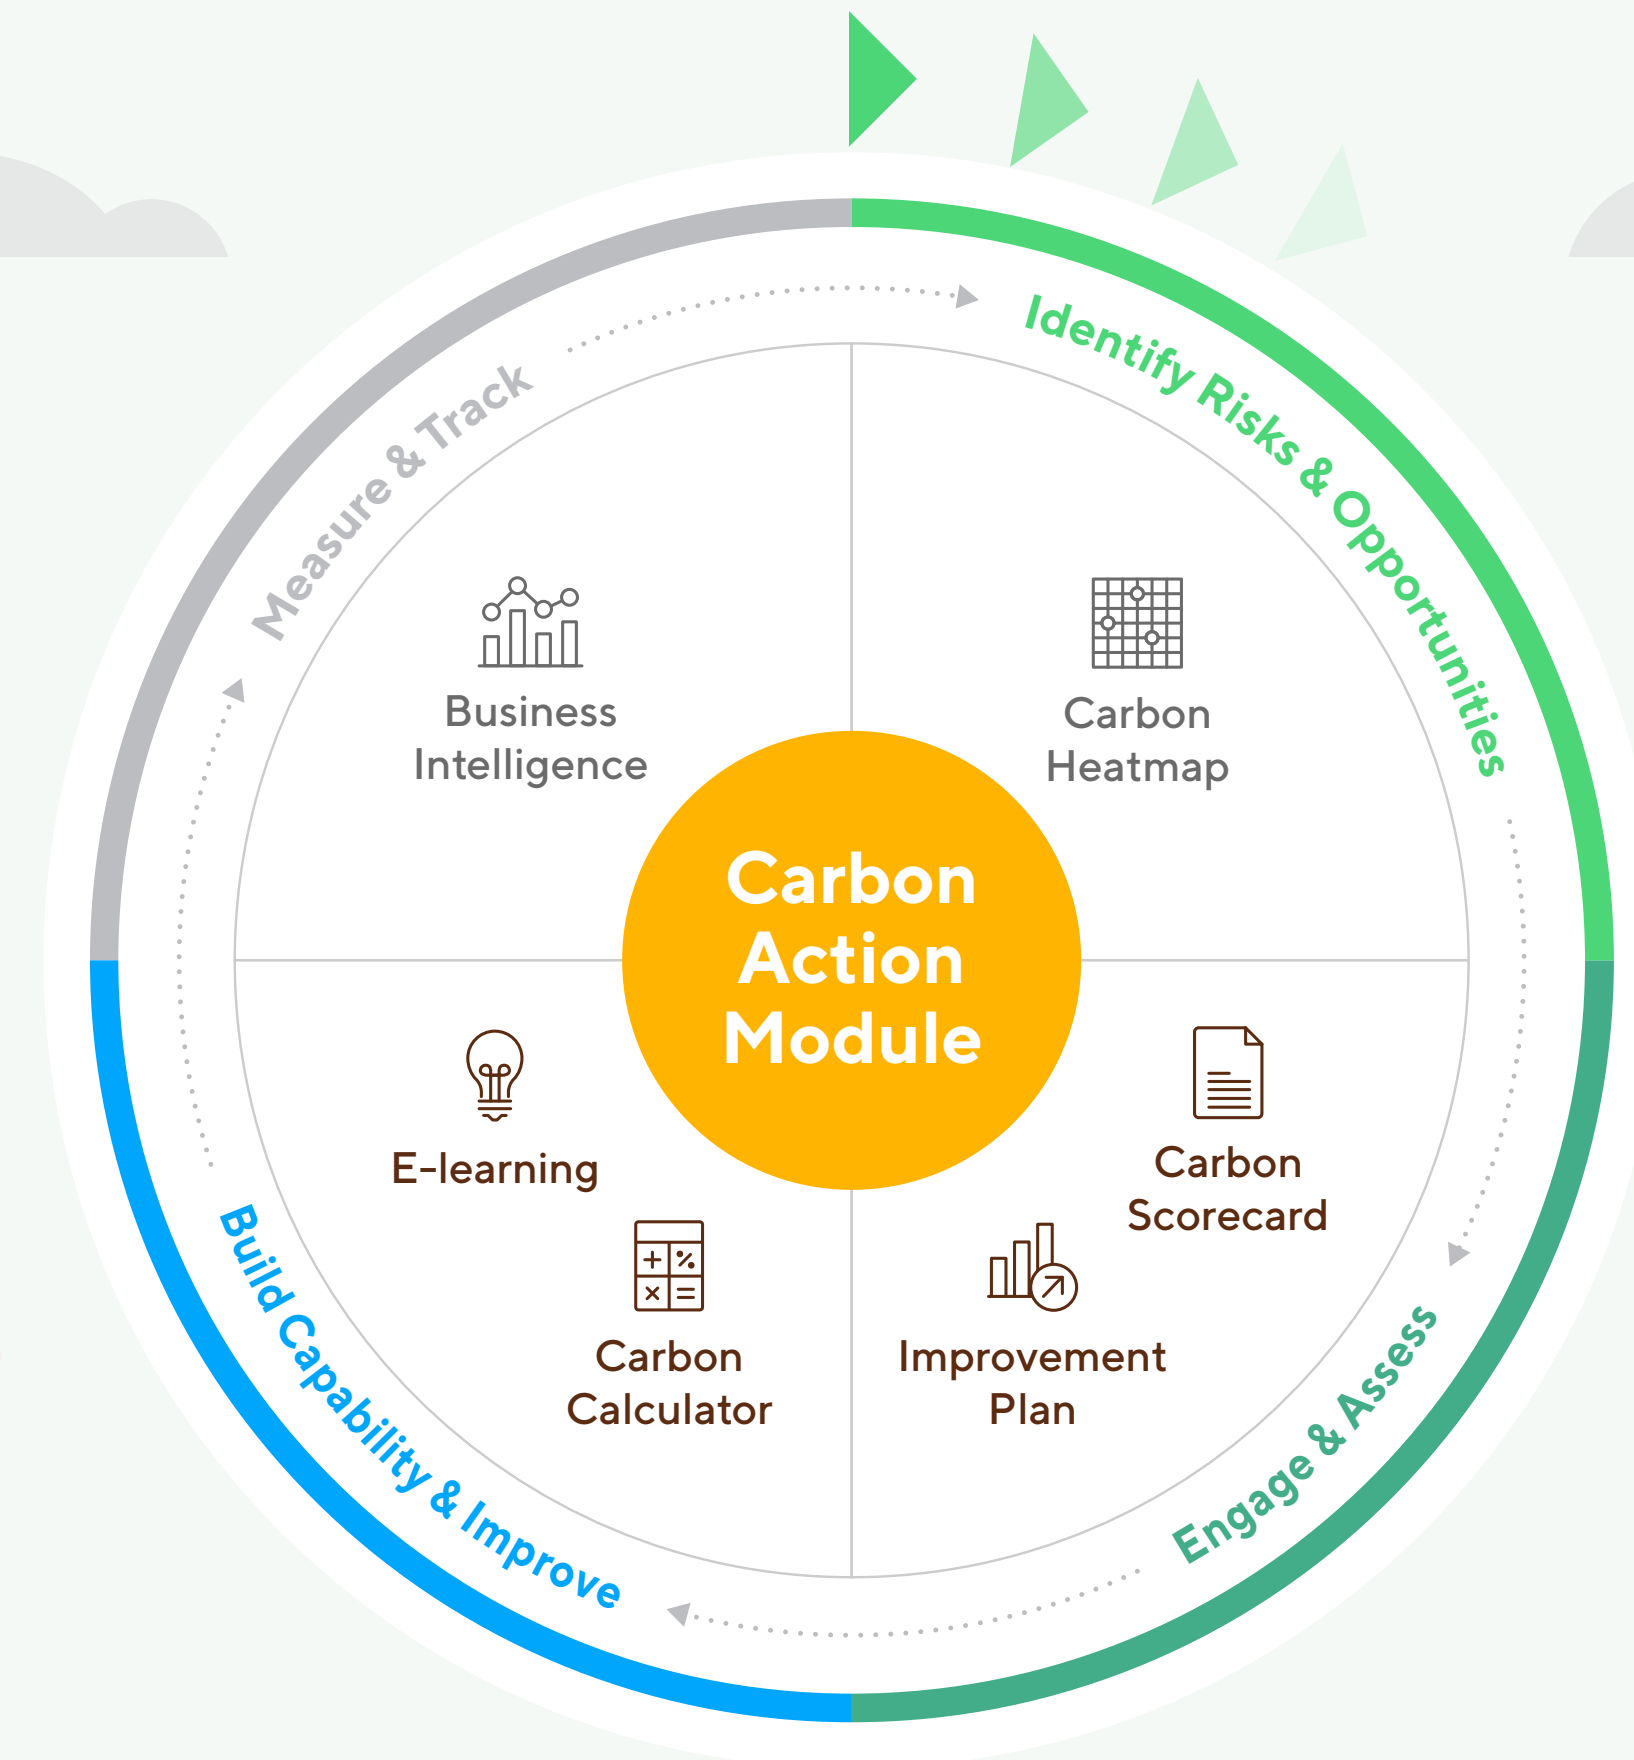 Identify Risks & Opportunities
Measure & Track
Business
Intelligence
Carbon
Heatmap
Carbon
Action
Module
E-learning
Carbon
Calculator
Carbon
Scorecard
Improvement
Plan
Engage & Assess
Build Capability & Improve